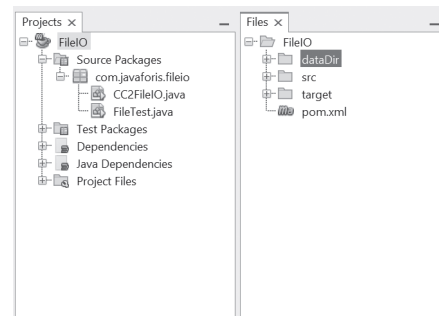 Projects ×
FileIO
Source Packages
com.javaforis.fileio
CC2FileIO.java
FileTest.java
Test Packages
Dependencies
Java Dependencies
Project Files
Files ×
FileIO
dataDir
src
target
pom.xml